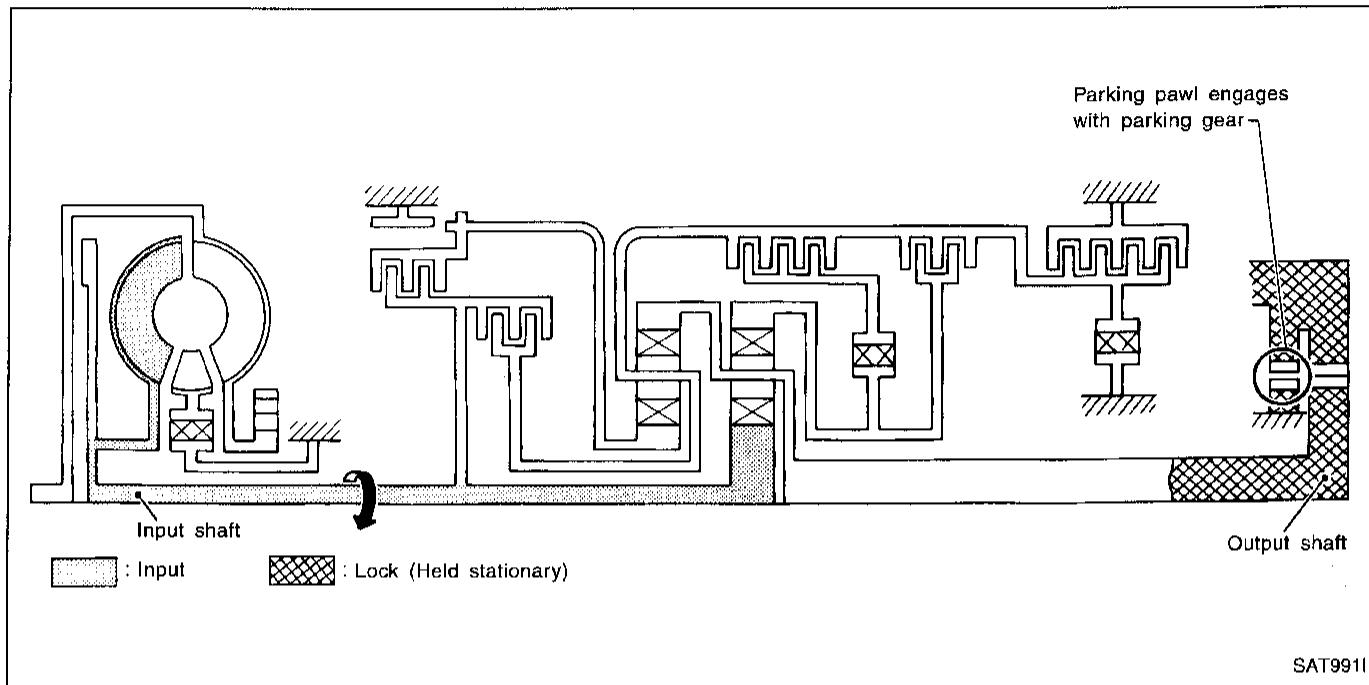 Parking pawl engages
with parking gear
Input shaft
Output shaft
: Input
: Lock (Held stationary)
SAT991I